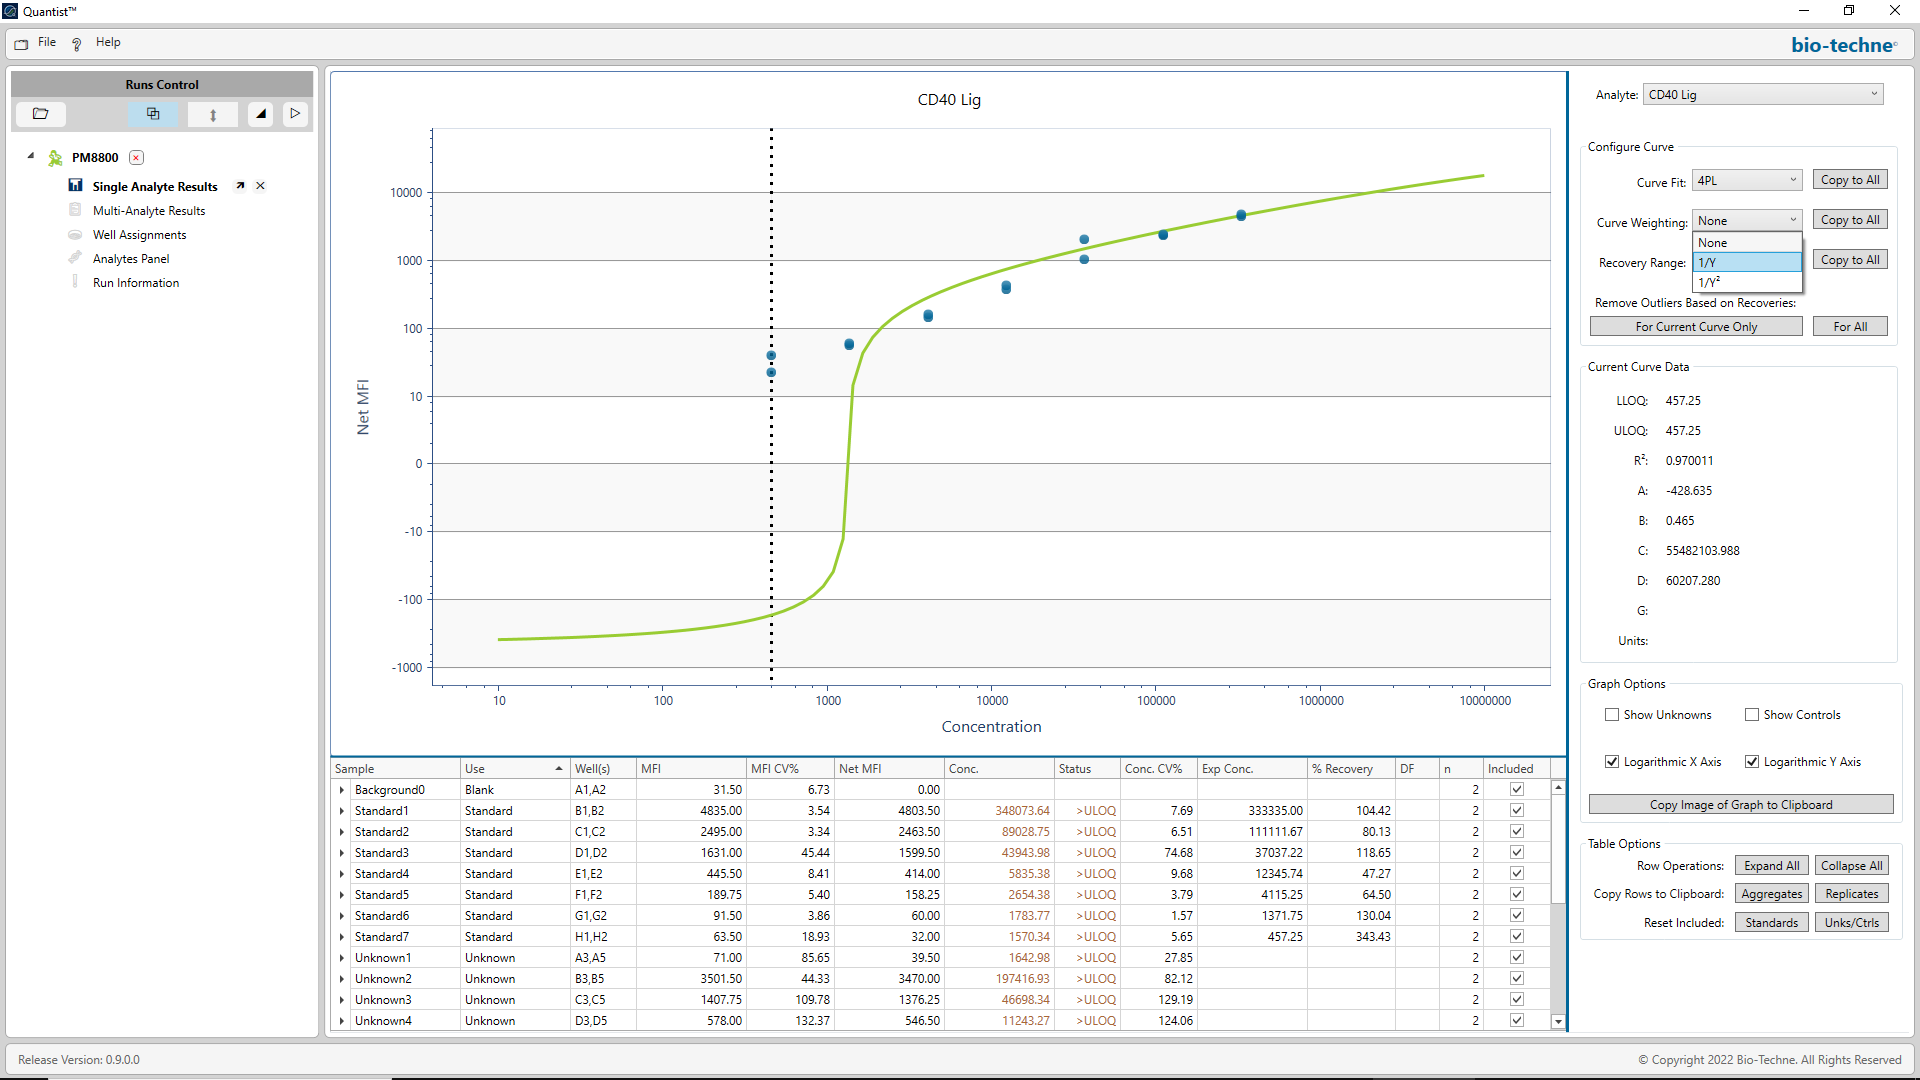 Quantist™
File ? Help
bio-techne
Runs Control
PM8800
Single Analyte Results
Multi-Analyte Results
Well Assignments
Analytes Panel
Run Information
CD40 Lig
Net MFI
10000
1000
100
10
0
-10
-100
-1000
10 100 1000 10000 100000 1000000 10000000
Concentration
Analyte: CD40 Lig
Configure Curve
Curve Fit: 4PL Copy to All
Curve Weighting: None Copy to All
None
1/Y
1/Y²
Recovery Range: Copy to All
Remove Outliers Based on Recoveries:
For Current Curve Only For All
Current Curve Data
LLOQ: 457.25
ULOQ: 457.25
R²: 0.970011
A: -428.635
B: 0.465
C: 55482103.988
D: 60207.280
G:
Units:
Graph Options
Show Unknowns Show Controls
Logarithmic X Axis Logarithmic Y Axis
Copy Image of Graph to Clipboard
Table Options
Row Operations: Expand All Collapse All
Copy Rows to Clipboard: Aggregates Replicates
Reset Included: Standards Unks/Ctrls
Sample Use Well(s) MFI MFI CV% Net MFI Conc. Status Conc. CV% Exp Conc. % Recovery DF n Included
Background0 Blank A1,A2 31.50 6.73 0.00 2
Standard1 Standard B1,B2 4835.00 3.54 4803.50 348073.64 >ULOQ 7.69 333335.00 104.42 2
Standard2 Standard C1,C2 2495.00 3.34 2463.50 89028.75 >ULOQ 6.51 111111.67 80.13 2
Standard3 Standard D1,D2 1631.00 45.44 1599.50 43943.98 >ULOQ 74.68 37037.22 118.65 2
Standard4 Standard E1,E2 445.50 8.41 414.00 5835.38 >ULOQ 9.68 12345.74 47.27 2
Standard5 Standard F1,F2 189.75 5.40 158.25 2654.38 >ULOQ 3.79 4115.25 64.50 2
Standard6 Standard G1,G2 91.50 3.86 60.00 1783.77 >ULOQ 1.57 1371.75 130.04 2
Standard7 Standard H1,H2 63.50 18.93 32.00 1570.34 >ULOQ 5.65 457.25 343.43 2
Unknown1 Unknown A3,A5 71.00 85.65 39.50 1642.98 >ULOQ 27.85 2
Unknown2 Unknown B3,B5 3501.50 44.33 3470.00 197416.93 >ULOQ 82.12 2
Unknown3 Unknown C3,C5 1407.75 109.78 1376.25 46698.34 >ULOQ 129.19 2
Unknown4 Unknown D3,D5 578.00 132.37 546.50 11243.27 >ULOQ 124.06 2
Release Version: 0.9.0.0
© Copyright 2022 Bio-Techne. All Rights Reserved